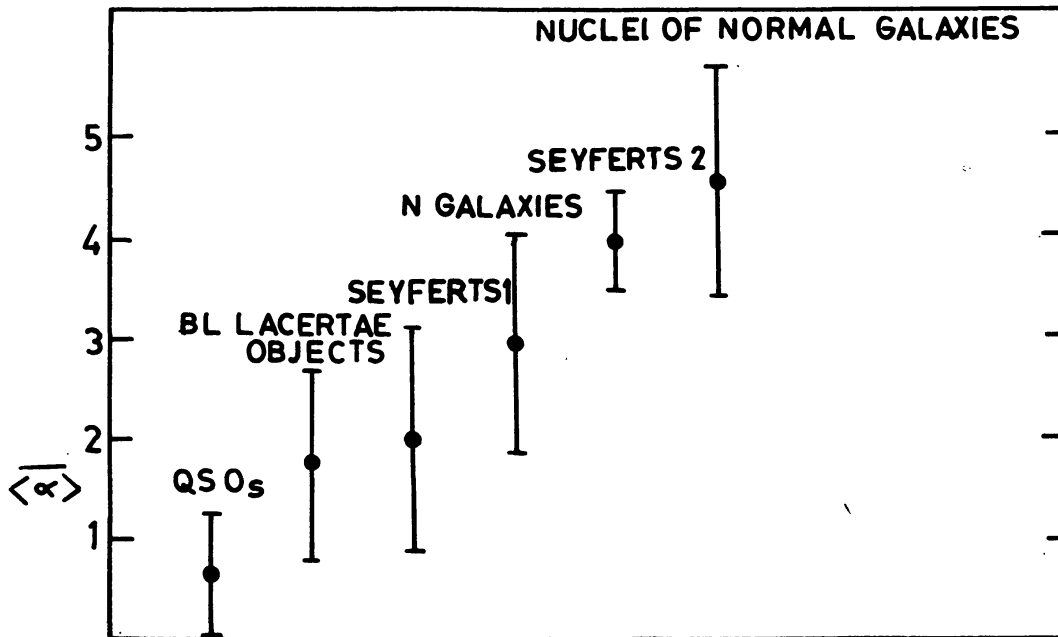 NUCLEI OF NORMAL GALAXIES
5
SEYFERTS 2
N GALAXIES
4
SEYFERTS1
BL LACERTAE
OBJECTS
3
2
<α>
QSOs
1